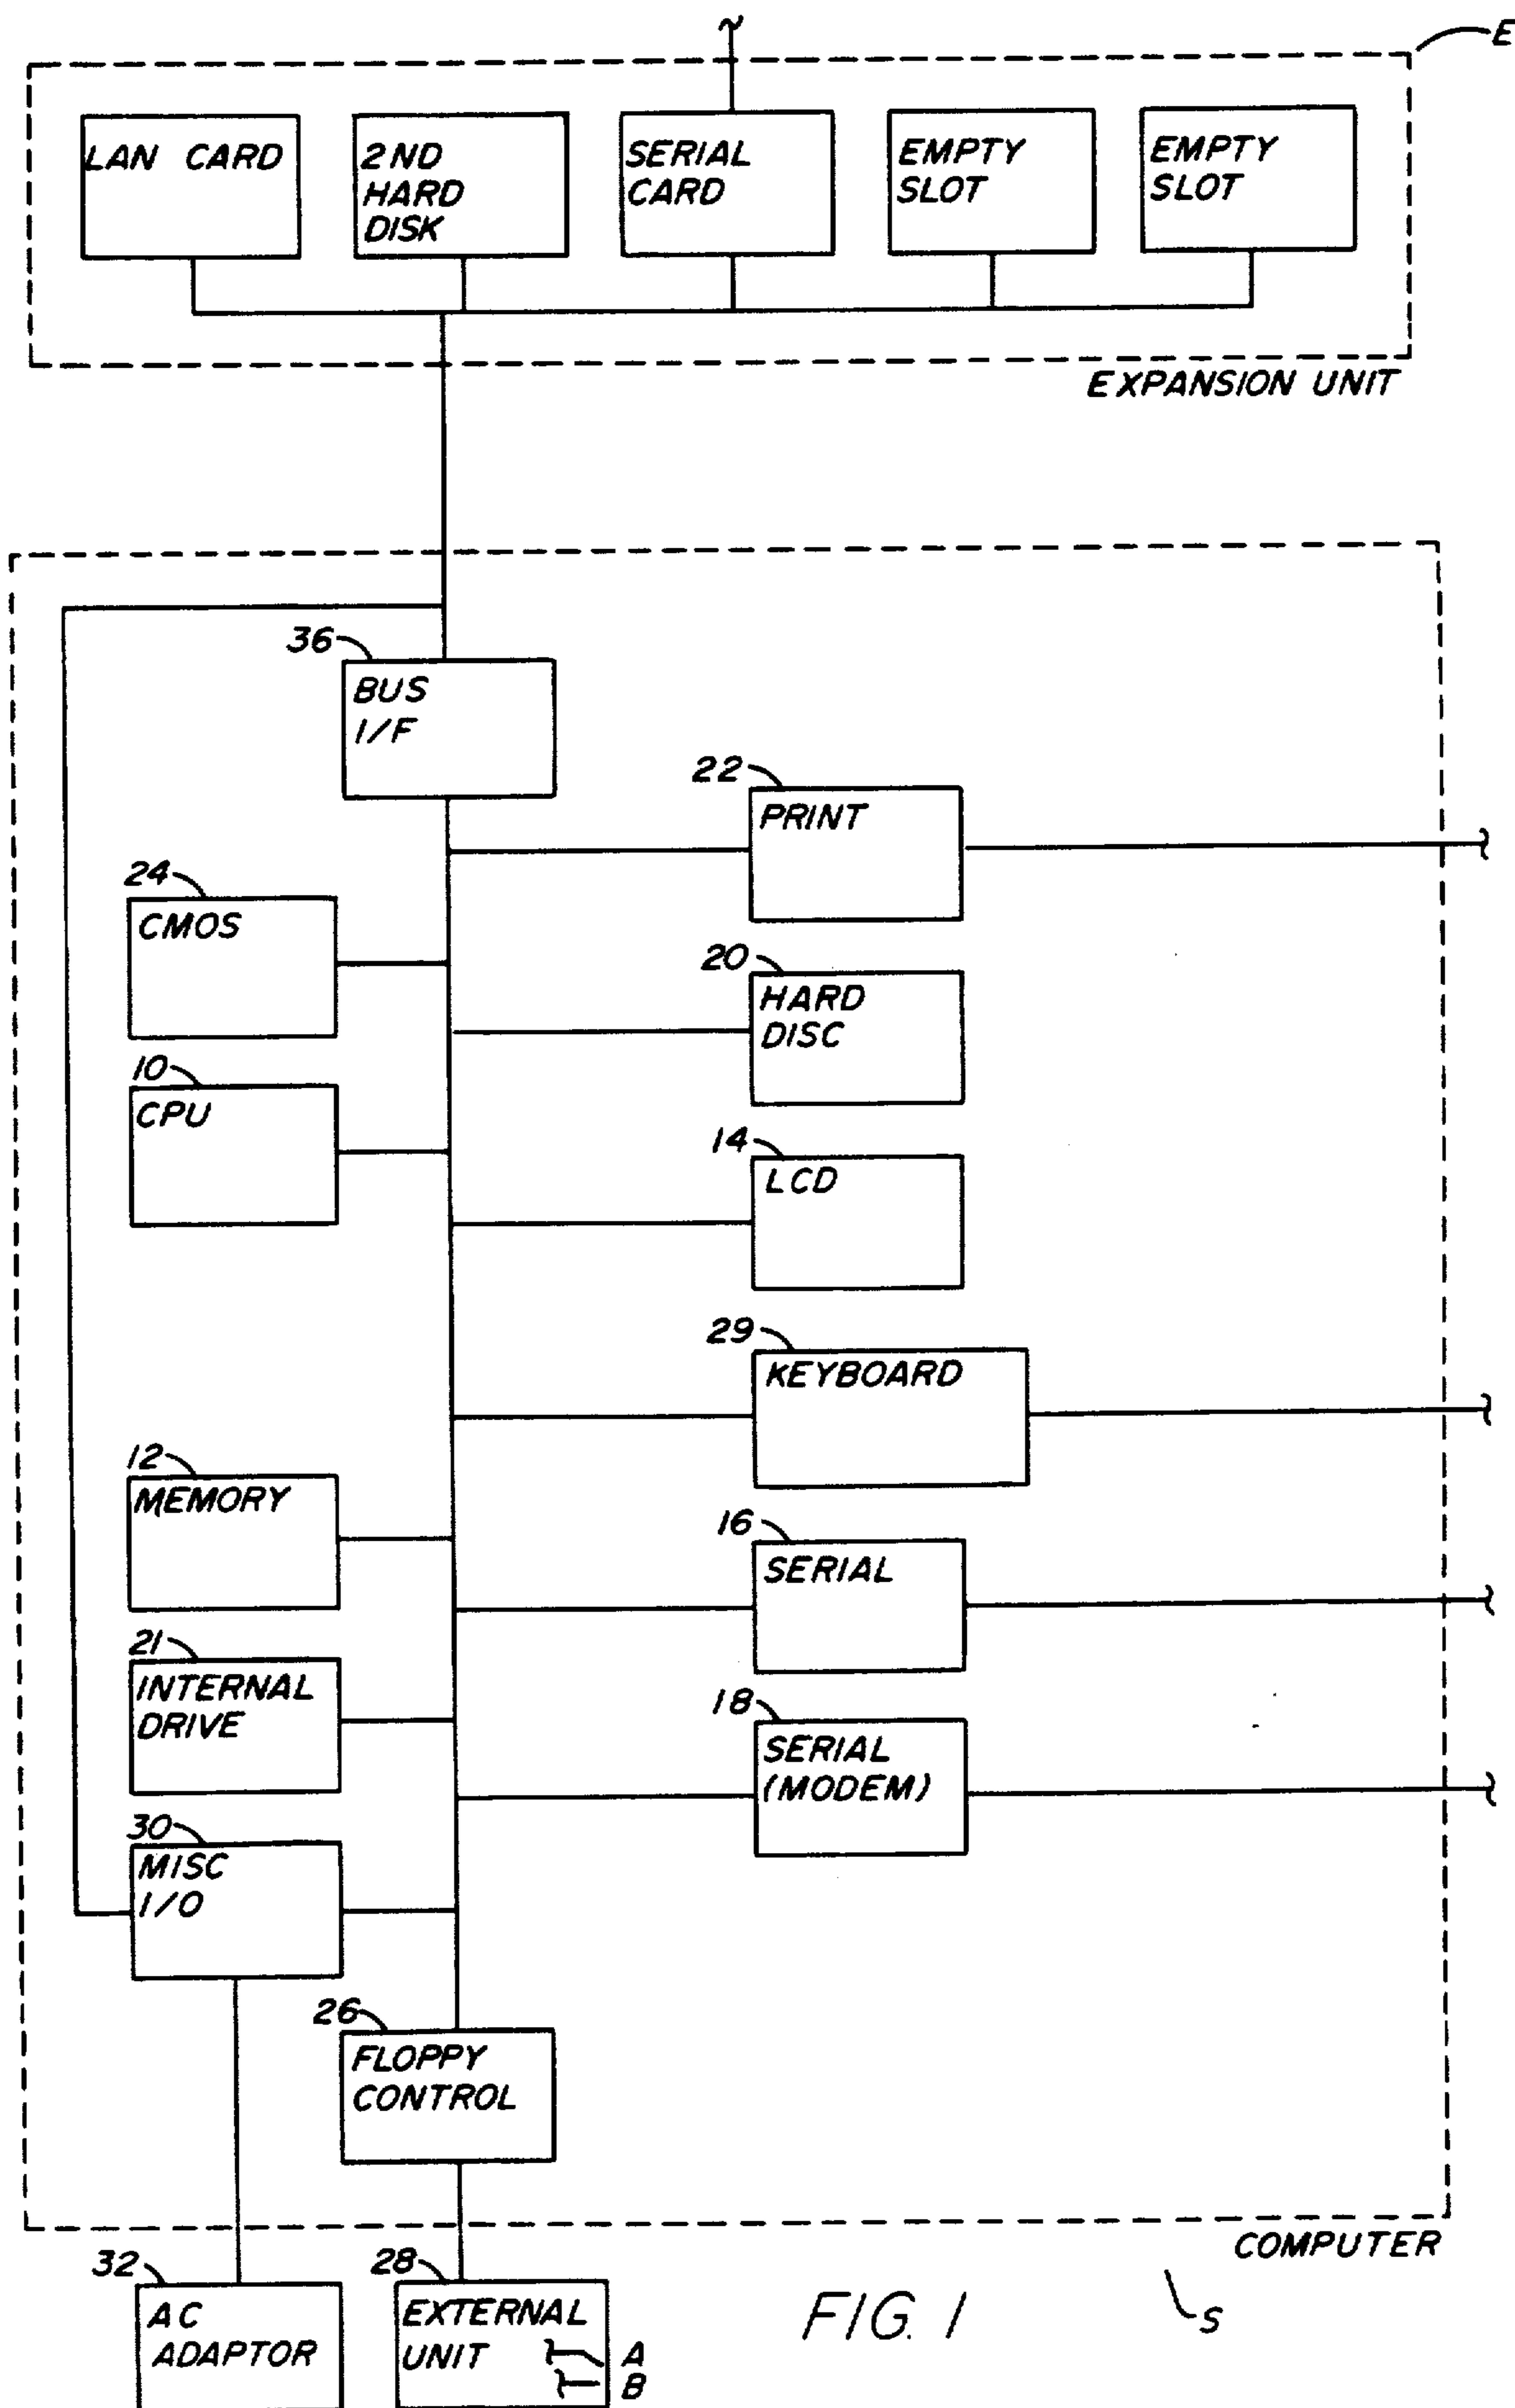 E
LAN CARD
2ND
HARD
DISK
SERIAL
CARD
EMPTY
SLOT
EMPTY
SLOT
EXPANSION UNIT
36
BUS
I/F
22
PRINT
24
CMOS
20
HARD
DISC
10
CPU
14
LCD
29
KEYBOARD
12
MEMORY
16
SERIAL
21
INTERNAL
DRIVE
18
SERIAL
(MODEM)
30
MISC
I/O
26
FLOPPY
CONTROL
COMPUTER
32
AC
ADAPTOR
28
EXTERNAL
UNIT
A
B
FIG. 1
S